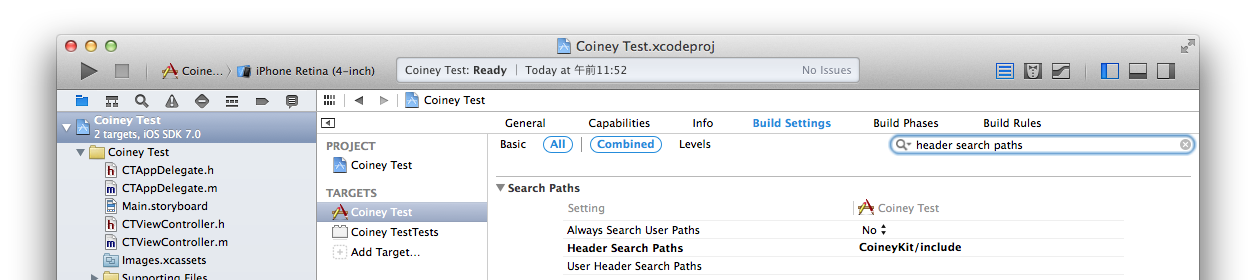 Coiney Test.xcodeproj
Coine... iPhone Retina (4-inch)
Coiney Test: Ready | Today at 午前11:52 No Issues
Coiney Test
Coiney Test
2 targets, iOS SDK 7.0
Coiney Test
CTAppDelegate.h
CTAppDelegate.m
Main.storyboard
CTViewController.h
CTViewController.m
Images.xcassets
Supporting Files
General Capabilities Info Build Settings Build Phases Build Rules
PROJECT
Coiney Test
TARGETS
Coiney Test
Coiney TestTests
Add Target...
Basic All Combined Levels
header search paths
Search Paths
Setting Coiney Test
Always Search User Paths No
Header Search Paths CoineyKit/include
User Header Search Paths